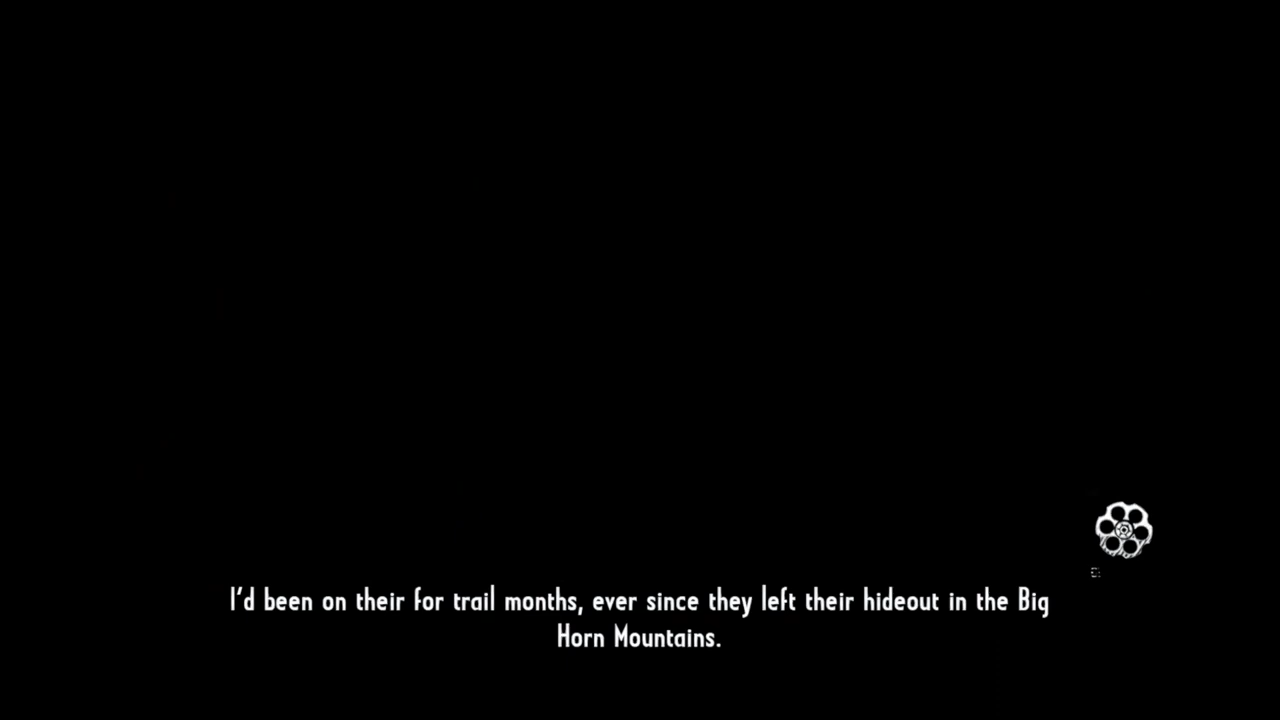 I'd been on their for trail months, ever since they left their hideout in the Big
Horn Mountains.